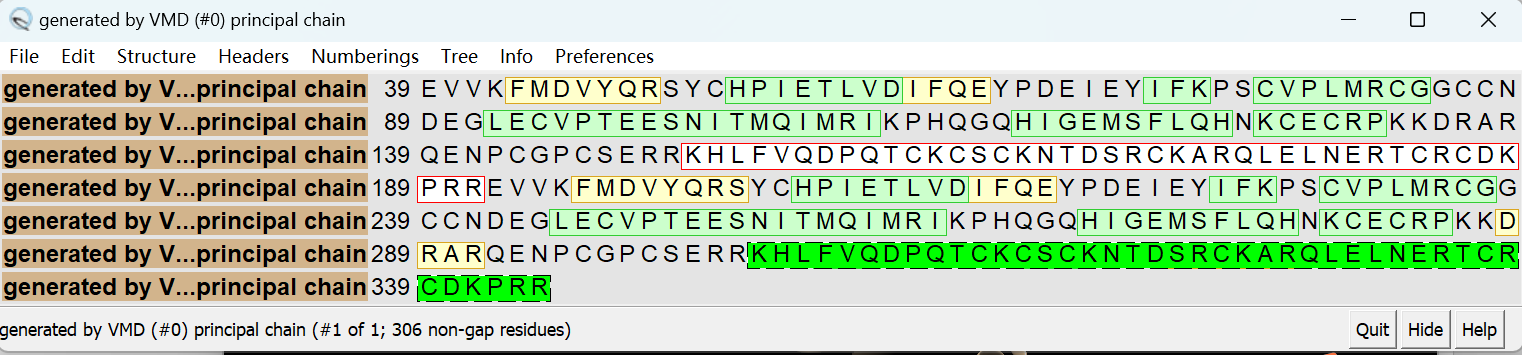 generated by VMD (#0) principal chain
File Edit Structure Headers Numberings Tree Info Preferences
generated by V...principal chain 39 E V V K F M D V Y Q R S Y C H P I E T L V D I F Q E Y P D E I E Y I F K P S C V P L M R C G G C C N
generated by V...principal chain 89 D E G L E C V P T E E S N I T M Q I M R I K P H Q G Q H I G E M S F L Q H N K C E C R P K K D R A R
generated by V...principal chain 139 Q E N P C G P C S E R R K H L F V Q D P Q T C K C S C K N T D S R C K A R Q L E L N E R T C R C D K
generated by V...principal chain 189 P R R E V V K F M D V Y Q R S Y C H P I E T L V D I F Q E Y P D E I E Y I F K P S C V P L M R C G G
generated by V...principal chain 239 C C N D E G L E C V P T E E S N I T M Q I M R I K P H Q G Q H I G E M S F L Q H N K C E C R P K K D
generated by V...principal chain 289 R A R Q E N P C G P C S E R R K H L F V Q D P Q T C K C S C K N T D S R C K A R Q L E L N E R T C R
generated by V...principal chain 339 C D K P R R
generated by VMD (#0) principal chain (#1 of 1; 306 non-gap residues) Quit Hide Help